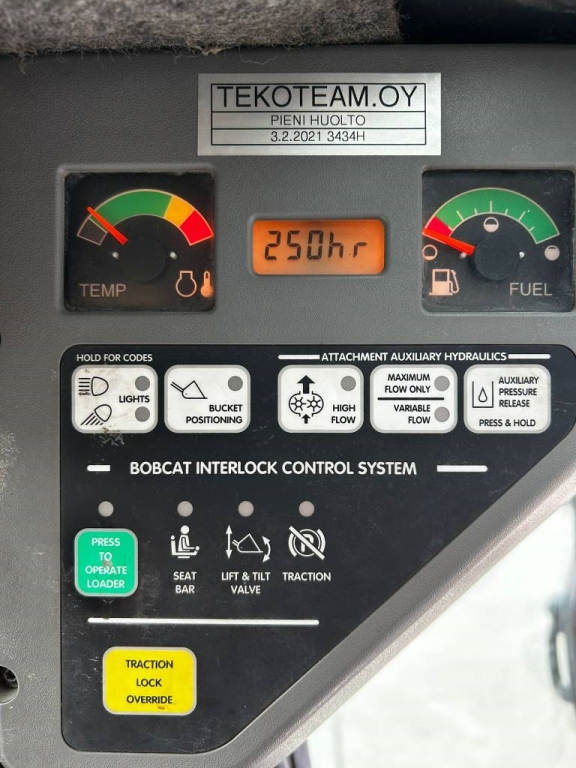 TEKOTEAM.OY
PIENI HUOLTO
3.2.2021 3434H
TEMP
250hr
FUEL
HOLD FOR CODES
ATTACHMENT AUXILIARY HYDRAULICS
LIGHTS
BUCKET
POSITIONING
HIGH
FLOW
MAXIMUM
FLOW ONLY
VARIABLE
FLOW
AUXILIARY
PRESSURE
RELEASE
PRESS & HOLD
BOBCAT INTERLOCK CONTROL SYSTEM
PRESS
TO
OPERATE
LOADER
SEAT
BAR
LIFT & TILT
VALVE
P
TRACTION
TRACTION
LOCK
OVERRIDE